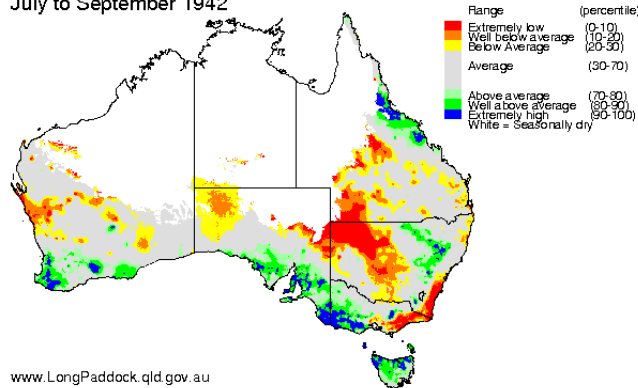 July to September 1942
Range (percentile)
Extremely low (0-10)
Well below average (10-20)
Below Average (20-30)
Average (30-70)
Above average (70-80)
Well above average (80-90)
Extremely high (90-100)
White = Seasonally dry
www.LongPaddock.qld.gov.au